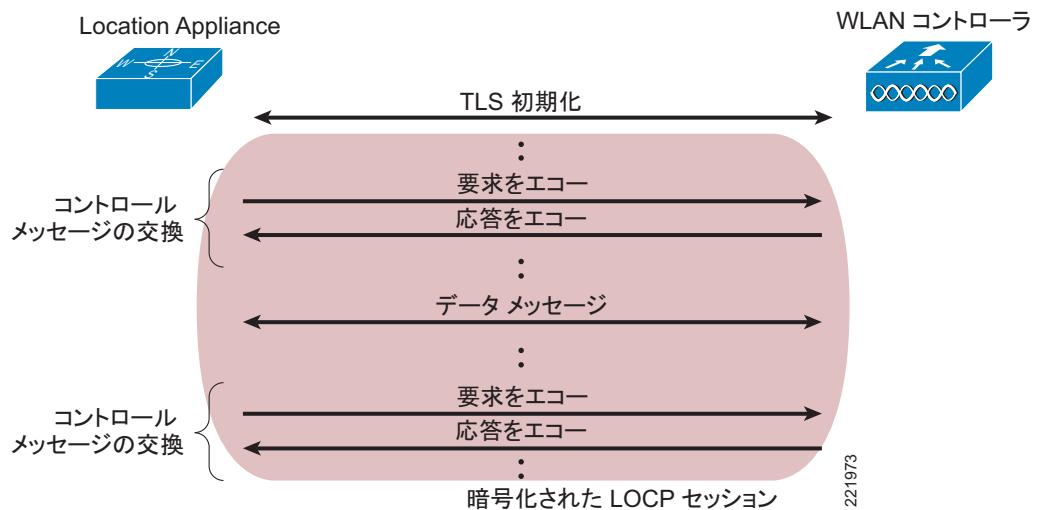 Location Appliance
WLAN コントローラ
N
W
E
S
TLS 初期化
コントロール
メッセージの交換
要求をエコー
応答をエコー
データ メッセージ
コントロール
メッセージの交換
要求をエコー
応答をエコー
暗号化された LOCP セッション
221973